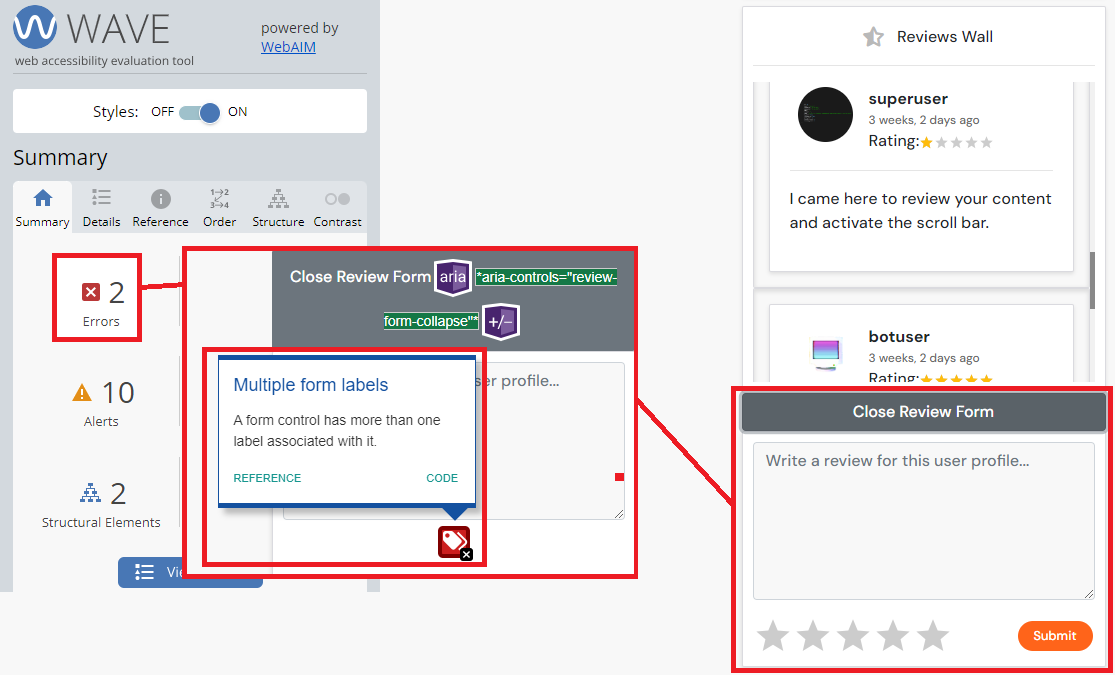 WAVE
powered by
WebAIM
web accessibility evaluation tool
Styles: OFF ON
Summary
Summary Details Reference Order Structure Contrast
2
Errors
10
Alerts
2
Structural Elements
Close Review Form aria *aria-controls="review-
form-collapse"* +/−
ser profile...
Multiple form labels
A form control has more than one
label associated with it.
REFERENCE CODE
Reviews Wall
superuser
3 weeks, 2 days ago
Rating:
I came here to review your content
and activate the scroll bar.
botuser
3 weeks, 2 days ago
Rating:
Close Review Form
Write a review for this user profile...
Submit